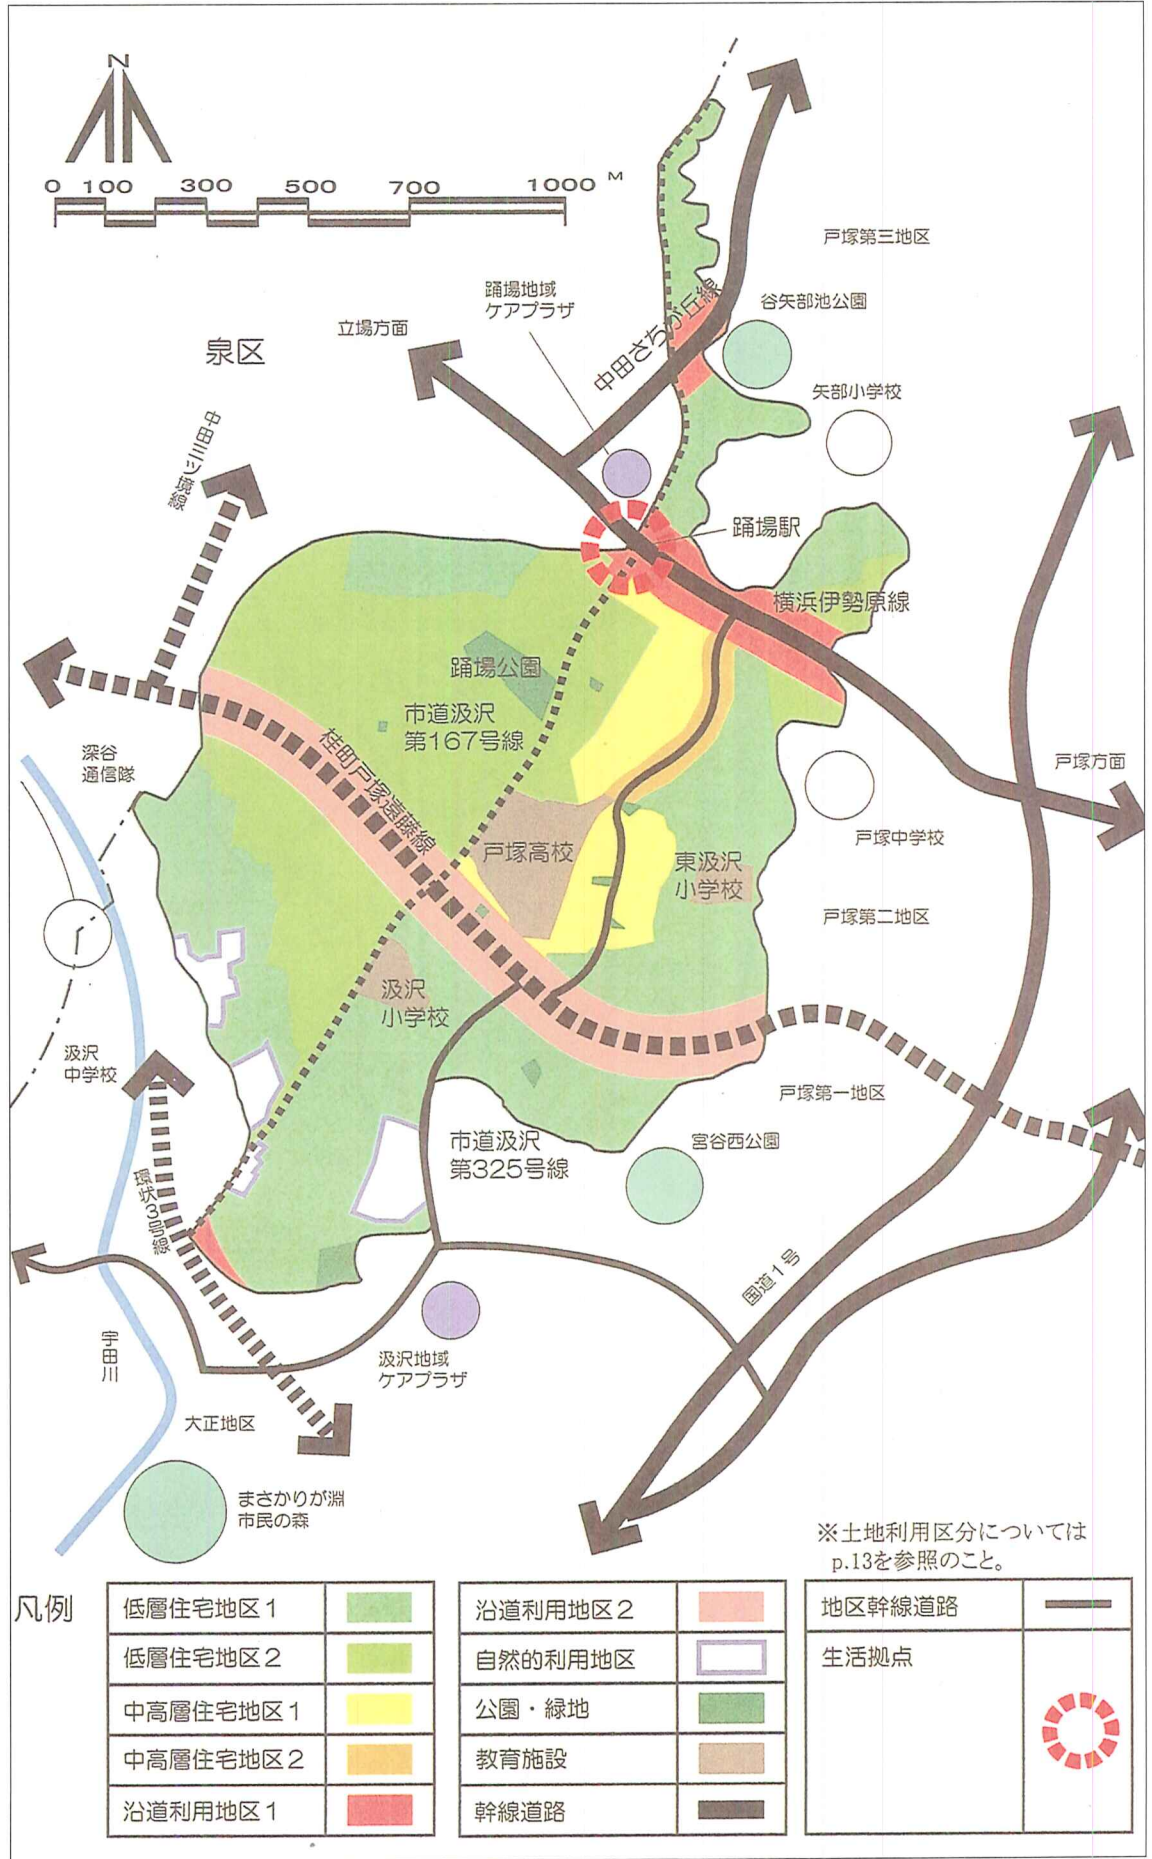 N
0 100 300 500 700 1000 M
戸塚第三地区
踊場地域
ケアプラザ
谷矢部池公園
立場方面
泉区
中田さちが丘線
矢部小学校
中田三ツ境線
踊場駅
横浜伊勢原線
踊場公園
市道汲沢
第167号線
深谷
通信隊
桂町戸塚遠藤線
戸塚方面
戸塚中学校
戸塚高校
東汲沢
小学校
戸塚第二地区
汲沢
小学校
汲沢
中学校
戸塚第一地区
市道汲沢
第325号線
宮谷西公園
環状3号線
国道1号
宇田川
汲沢地域
ケアプラザ
大正地区
まさかりが淵
市民の森
※土地利用区分については
p.13を参照のこと。
凡例
低層住宅地区1
低層住宅地区2
中高層住宅地区1
中高層住宅地区2
沿道利用地区1
沿道利用地区2
自然的利用地区
公園・緑地
教育施設
幹線道路
地区幹線道路
生活拠点